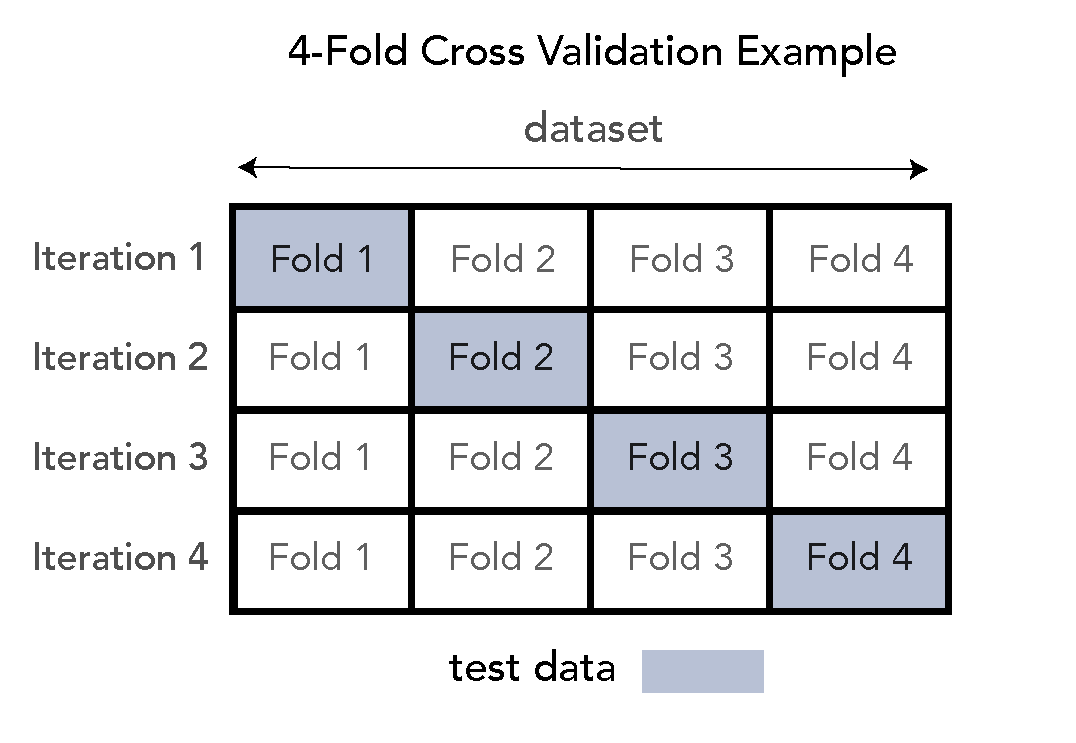 4-Fold Cross Validation Example
dataset
Iteration 1 Fold 1 Fold 2 Fold 3 Fold 4
Iteration 2 Fold 1 Fold 2 Fold 3 Fold 4
Iteration 3 Fold 1 Fold 2 Fold 3 Fold 4
Iteration 4 Fold 1 Fold 2 Fold 3 Fold 4
test data